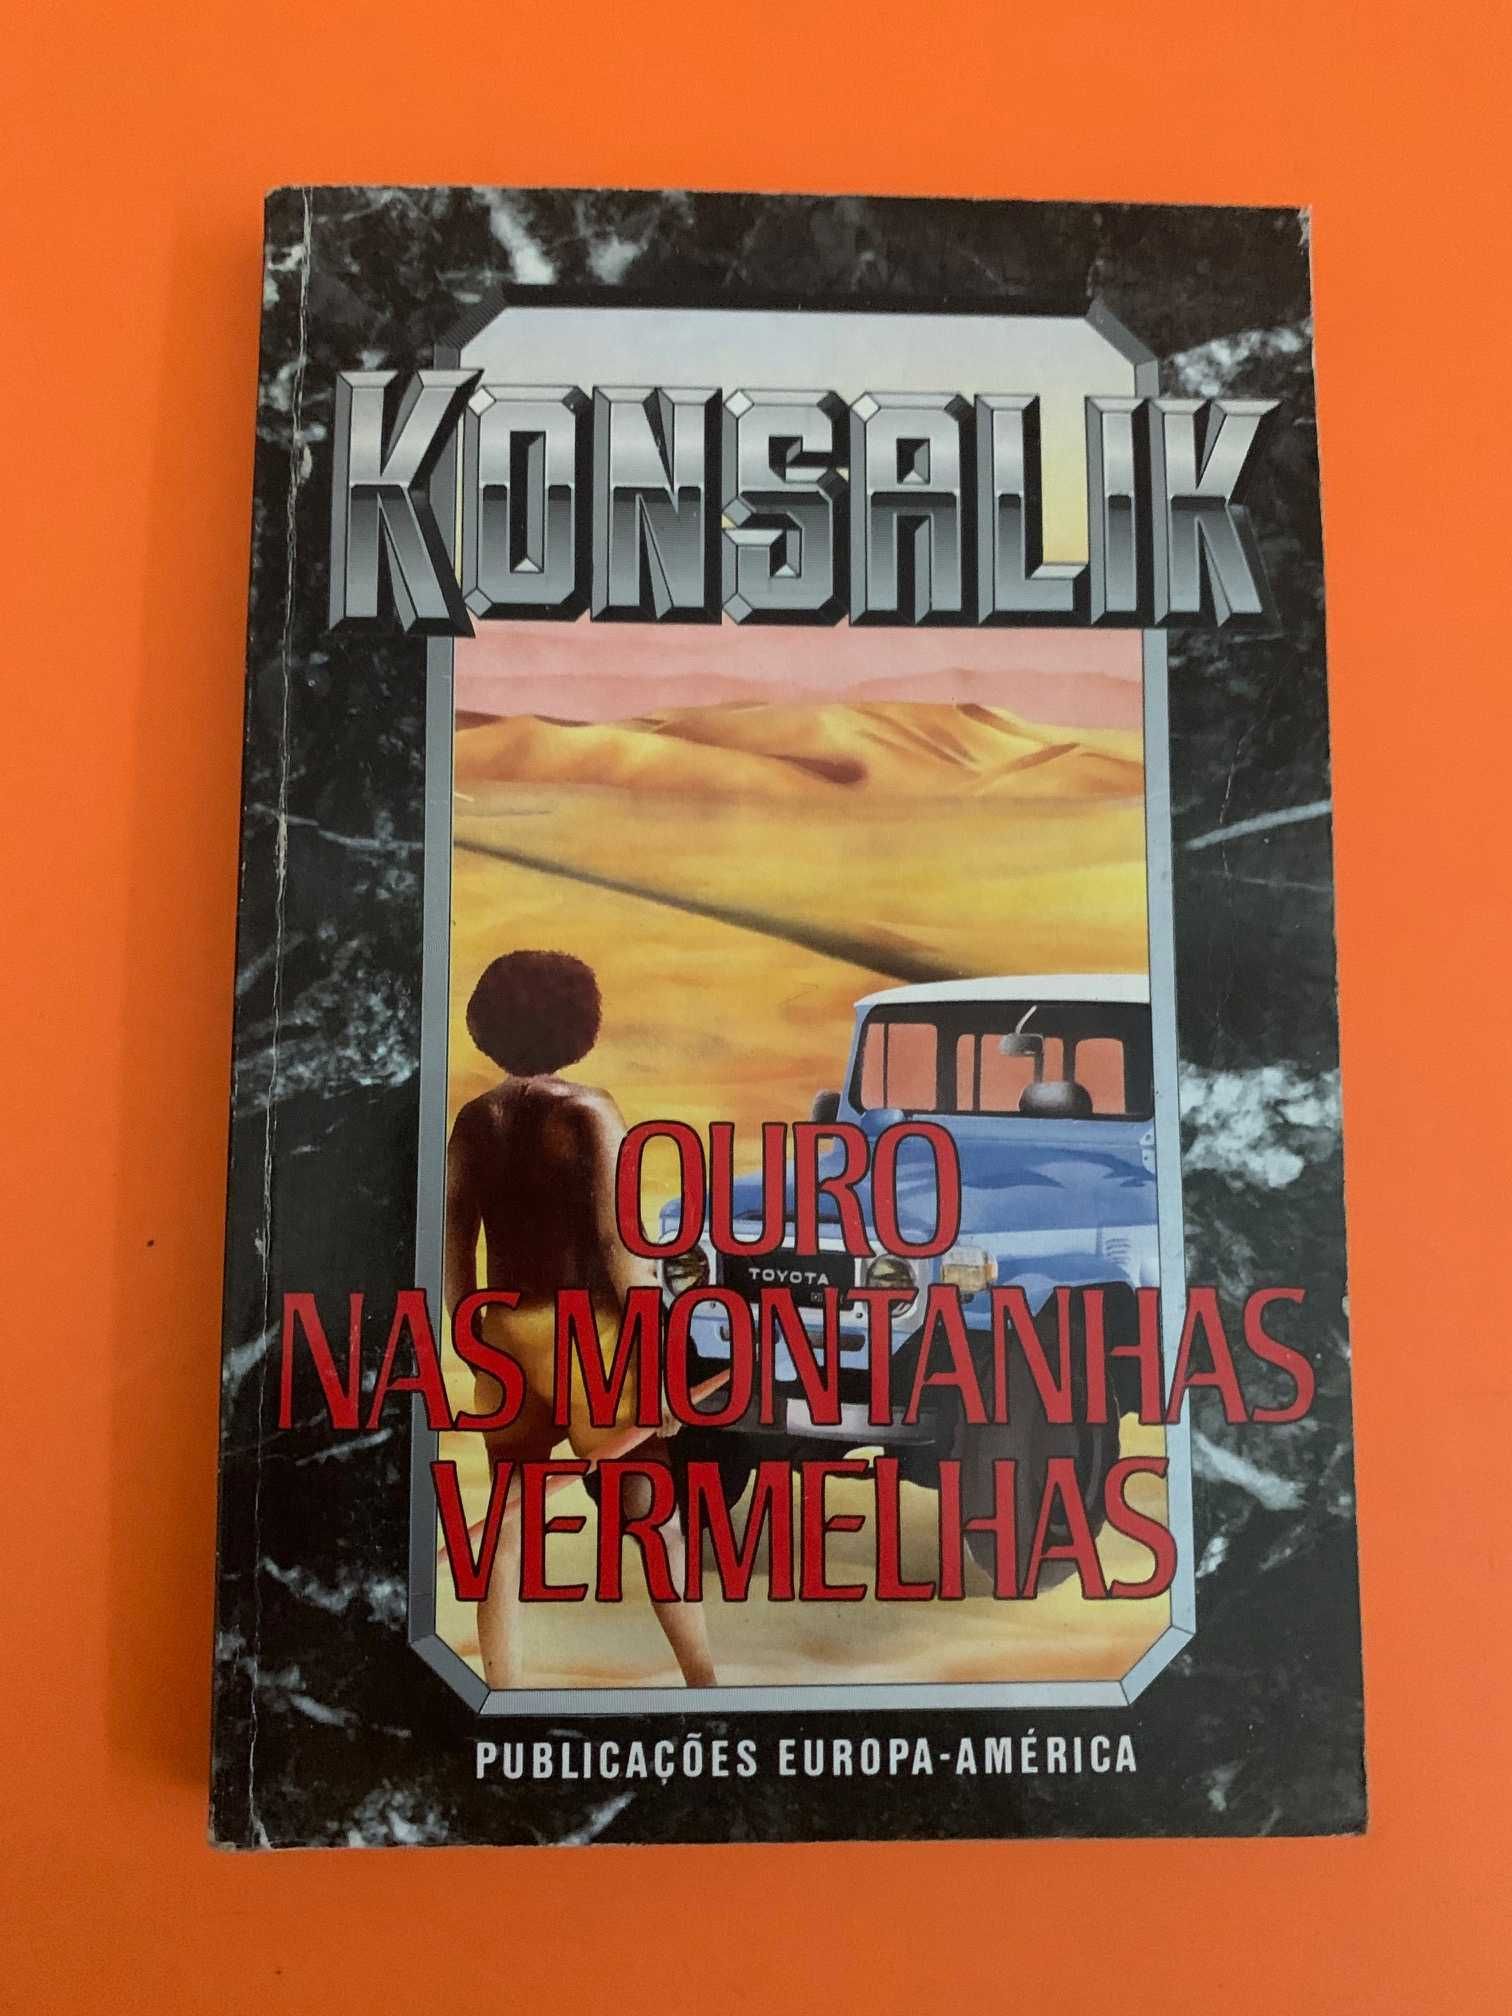 KONSALIK
OURO
TOYOTA
NAS MONTANHAS
VERMELHAS
PUBLICAÇÕES EUROPA-AMÉRICA